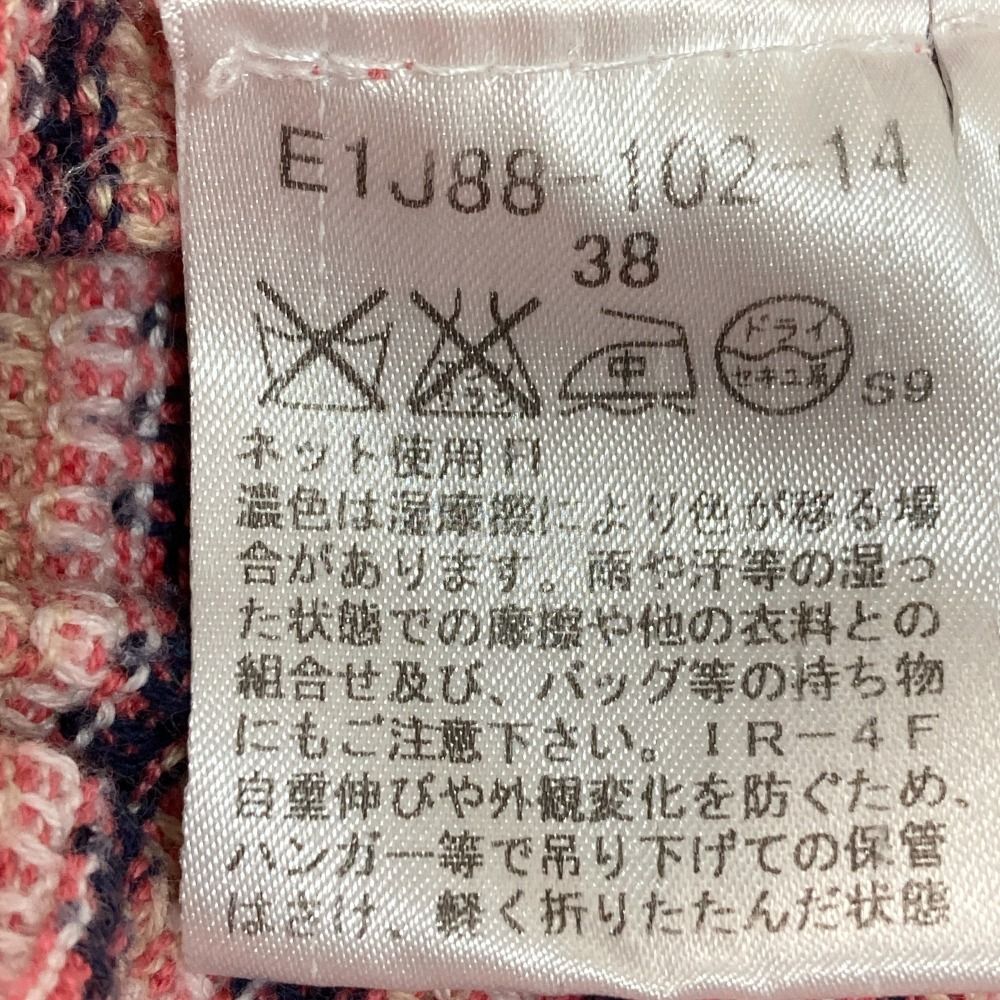 E1J88-102-14
38
中
ドライ
セキユ系
S9
ネット使用
濃色は湿摩擦により色が移る場
合があります。雨や汗等の湿っ
た状態での摩擦や他の衣料との
組合せ及び、バッグ等の持ち物
にもご注意下さい。IR-4F
自重伸びや外観変化を防ぐため、
ハンガー等で吊り下げての保管
はさけ、軽く折りたたんだ状態